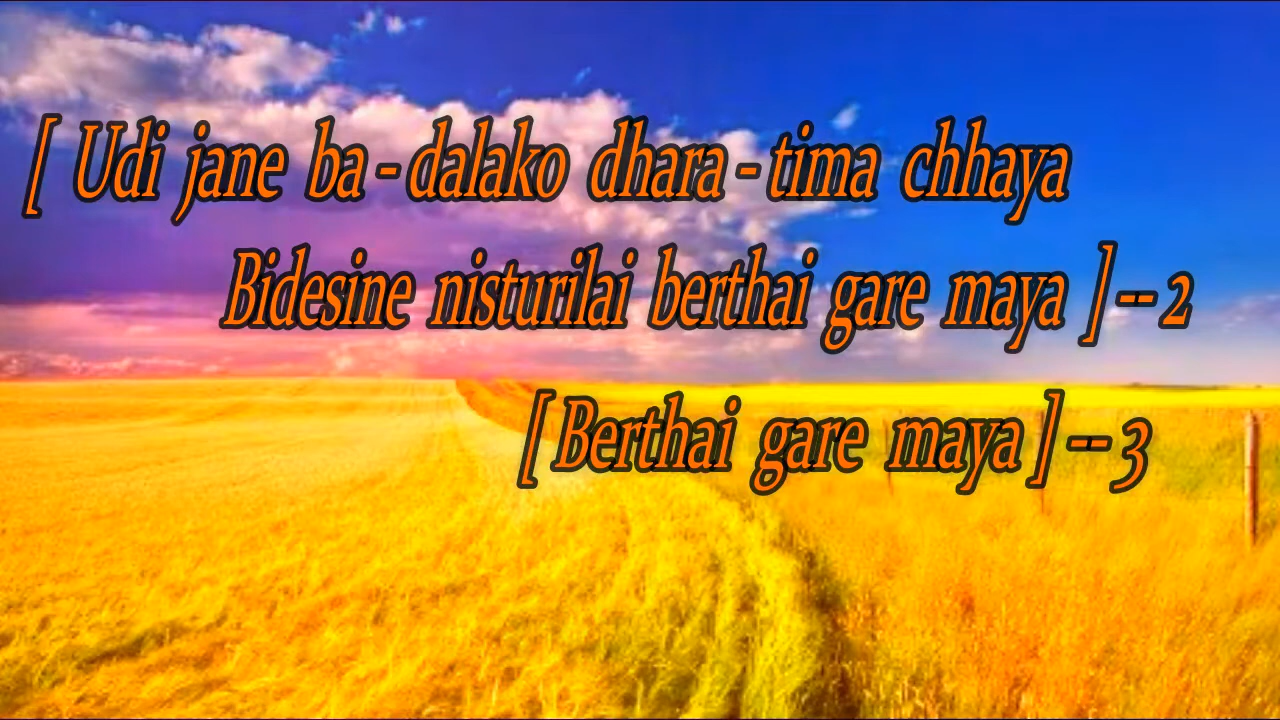 [ Udi jane ba - dalako dhara - tima chhaya
Bidesine nisturilai berthai gare maya ] -- 2
[ Berthai gare maya ] -- 3